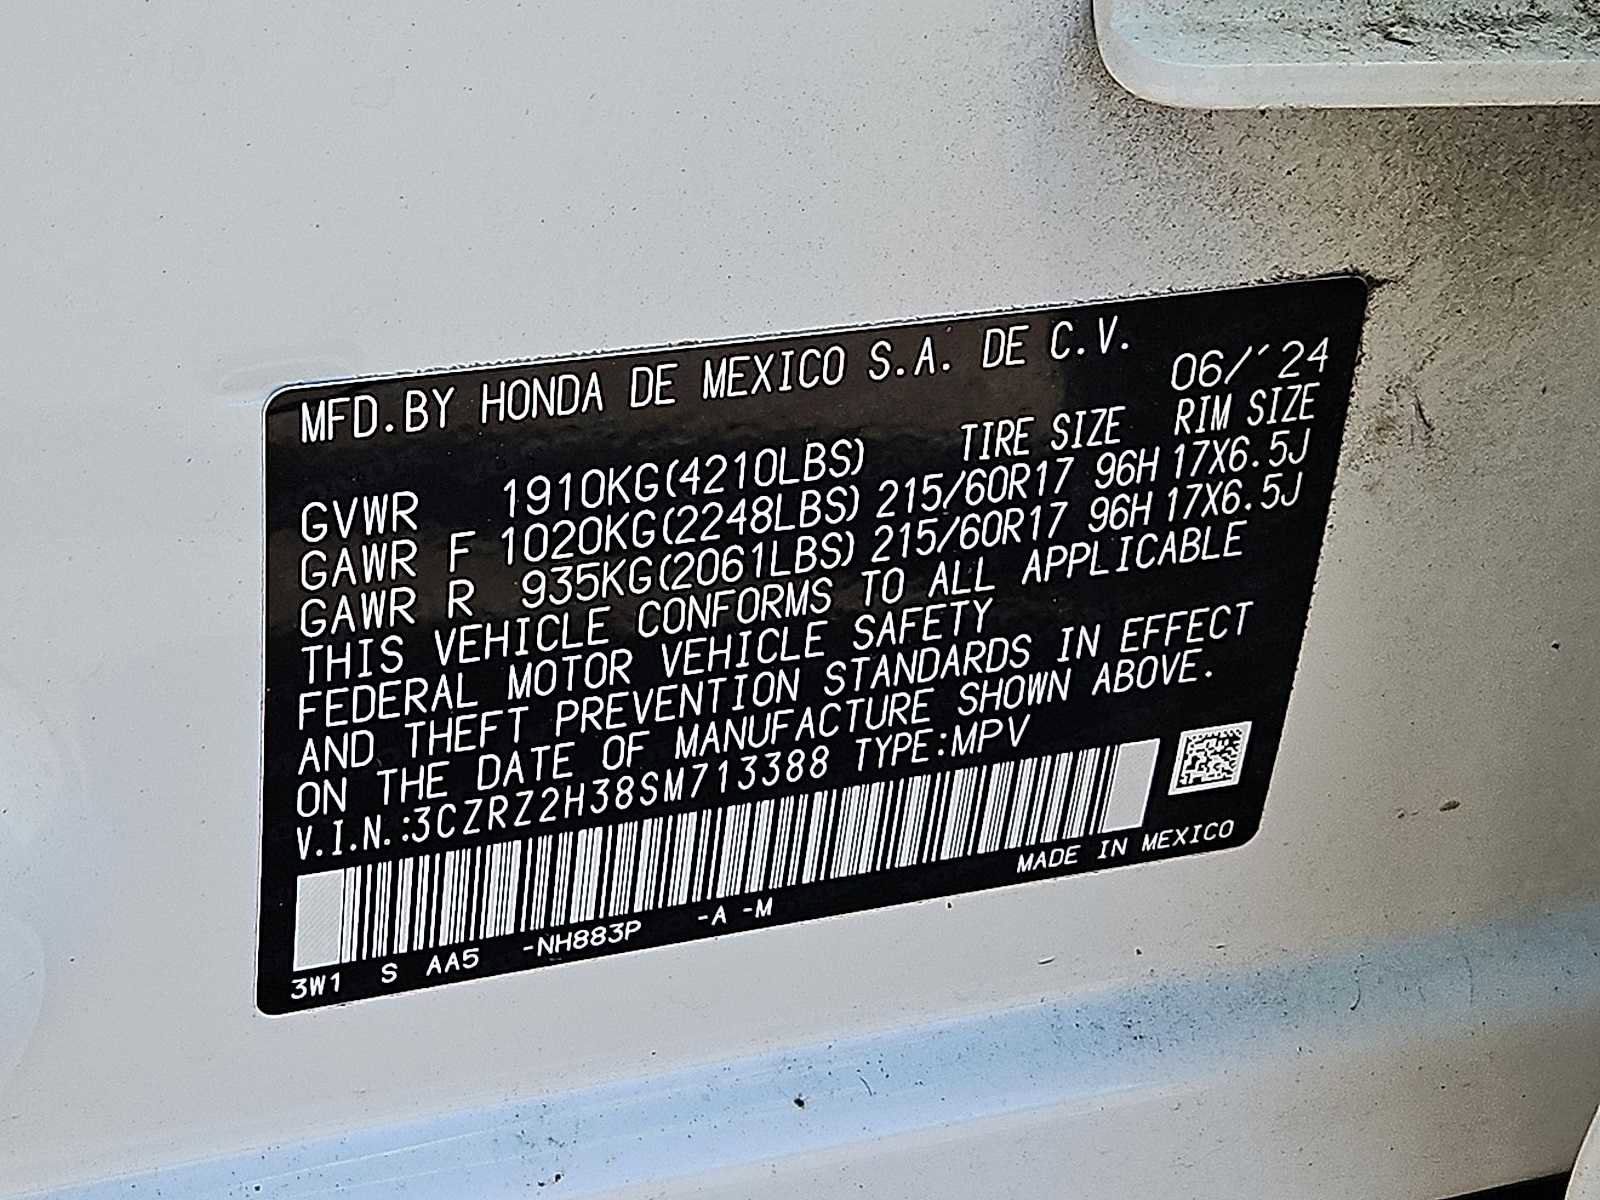 MFD.BY HONDA DE MEXICO S.A. DE C.V.
06/'24
TIRE SIZE RIM SIZE
GVWR 1910KG(4210LBS)
GAWR F 1020KG(2248LBS) 215/60R17 96H 17X6.5J
GAWR R 935KG(2061LBS) 215/60R17 96H 17X6.5J
THIS VEHICLE CONFORMS TO ALL APPLICABLE
FEDERAL MOTOR VEHICLE SAFETY
AND THEFT PREVENTION STANDARDS IN EFFECT
ON THE DATE OF MANUFACTURE SHOWN ABOVE.
V.I.N.:3CZRZ2H38SM713388 TYPE:MPV
MADE IN MEXICO
3W1 S AA5 -NH883P -A -M